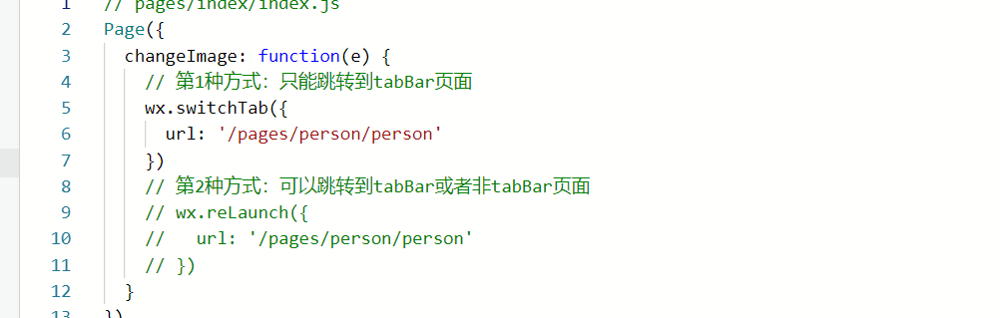 1 // pages/index/index.js
2 Page({
3 changeImage: function(e) {
4 // 第1种方式：只能跳转到tabBar页面
5 wx.switchTab({
6 url: '/pages/person/person'
7 })
8 // 第2种方式：可以跳转到tabBar或者非tabBar页面
9 // wx.reLaunch({
10 //   url: '/pages/person/person'
11 // })
12 }
13 })